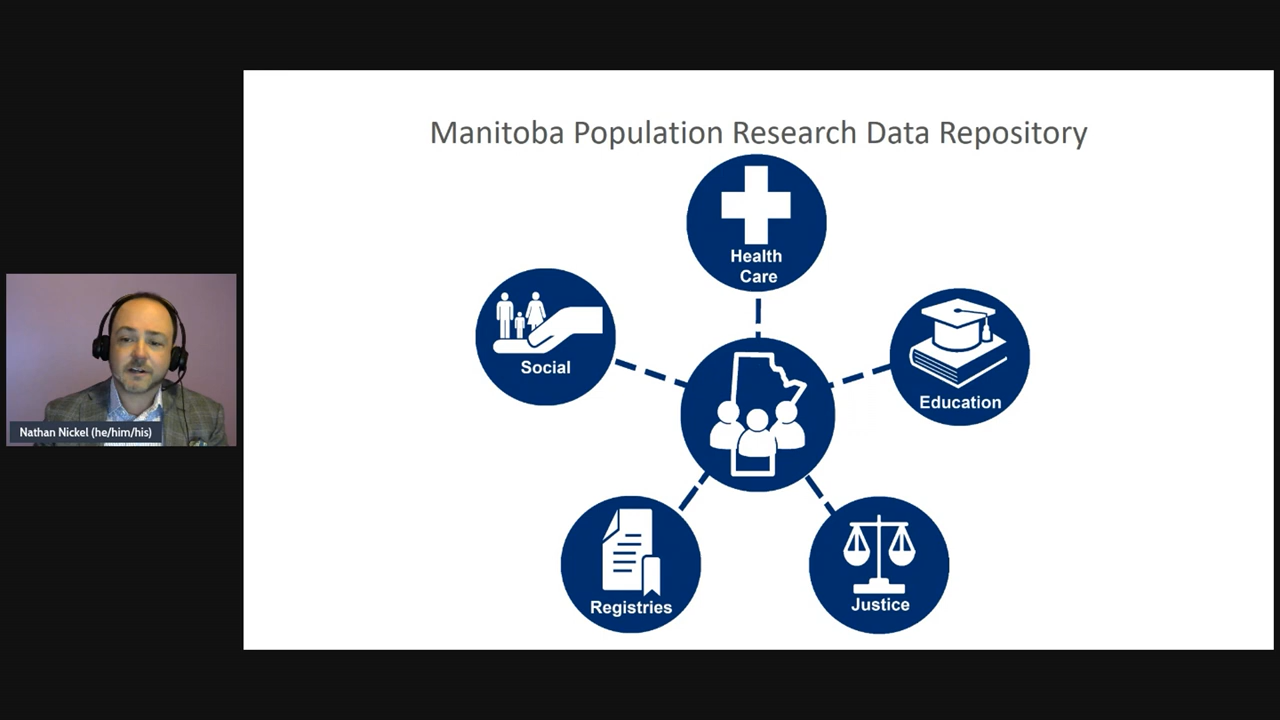 Manitoba Population Research Data Repository
Health
Care
Social
Education
Registries
Justice
Nathan Nickel (he/him/his)